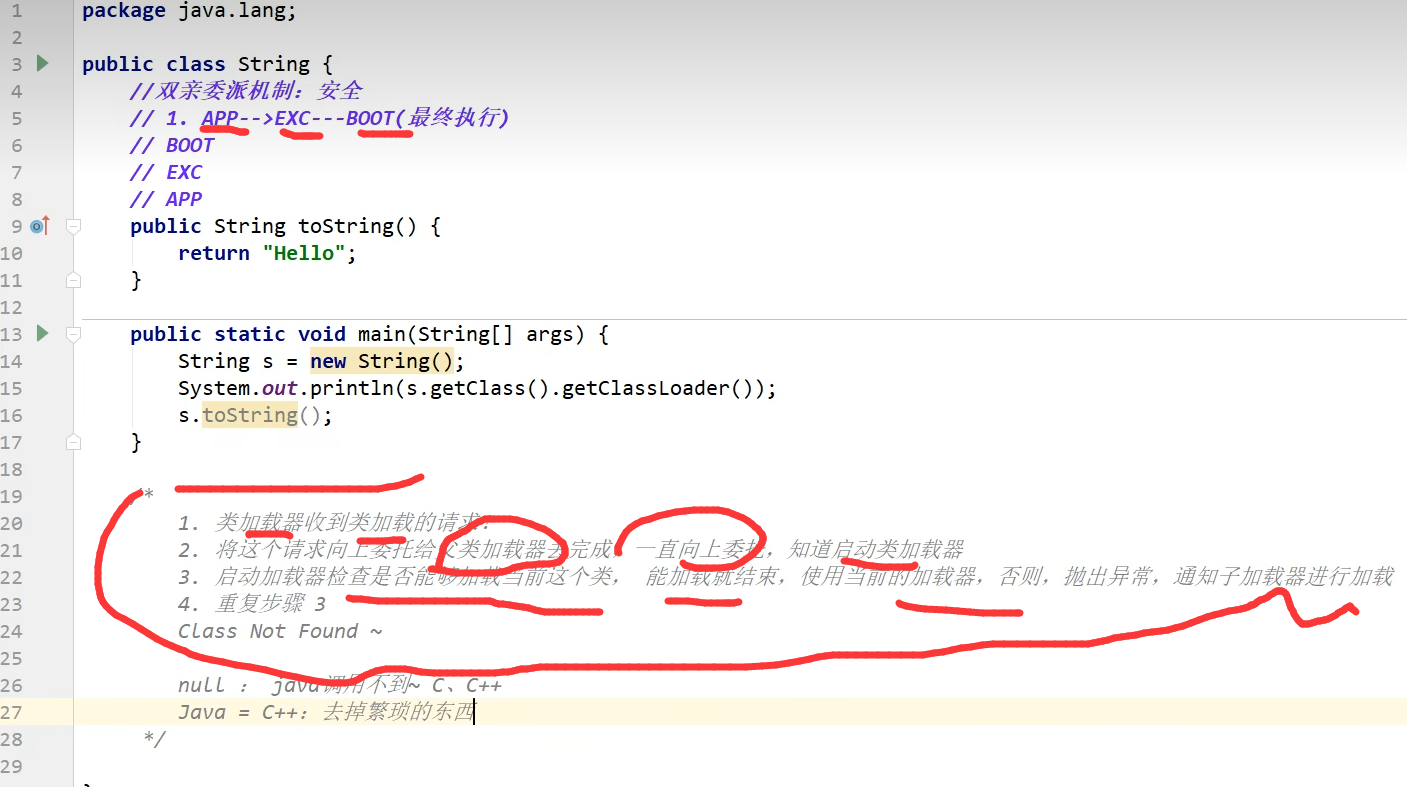 1 package java.lang;
2
3 public class String {
4 //双亲委派机制：安全
5 // 1. APP-->EXC---BOOT(最终执行)
6 // BOOT
7 // EXC
8 // APP
9 public String toString() {
10 return "Hello";
11 }
12
13 public static void main(String[] args) {
14 String s = new String();
15 System.out.println(s.getClass().getClassLoader());
16 s.toString();
17 }
18
19 /*
20 1. 类加载器收到类加载的请求！
21 2. 将这个请求向上委托给父类加载器去完成，一直向上委托，知道启动类加载器
22 3. 启动加载器检查是否能够加载当前这个类， 能加载就结束，使用当前的加载器，否则，抛出异常，通知子加载器进行加载
23 4. 重复步骤 3
24 Class Not Found ~
25
26 null ： java调用不到~ C、C++
27 Java = C++：去掉繁琐的东西
28 */
29